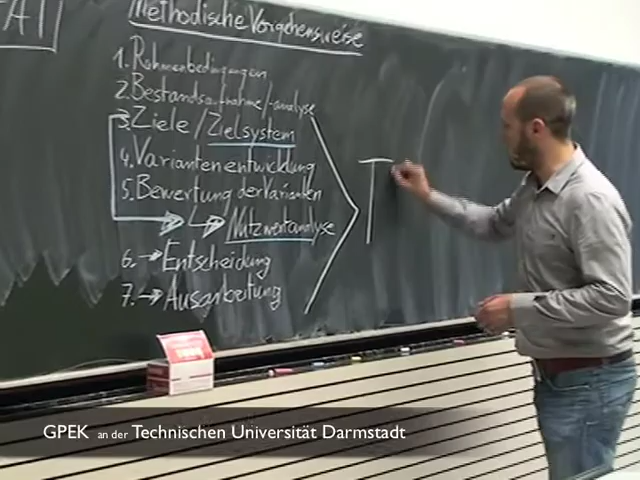 TAT
Methodische Vorgehensweise
1. Rahmenbedingungen
2. Bestandsaufnahme/-analyse
3. Ziele / Zielsystem
4. Variantenentwicklung
5. Bewertung der Varianten
Nutzwertanalyse
6. → Entscheidung
7. → Ausarbeitung
T
GPEK an der Technischen Universität Darmstadt